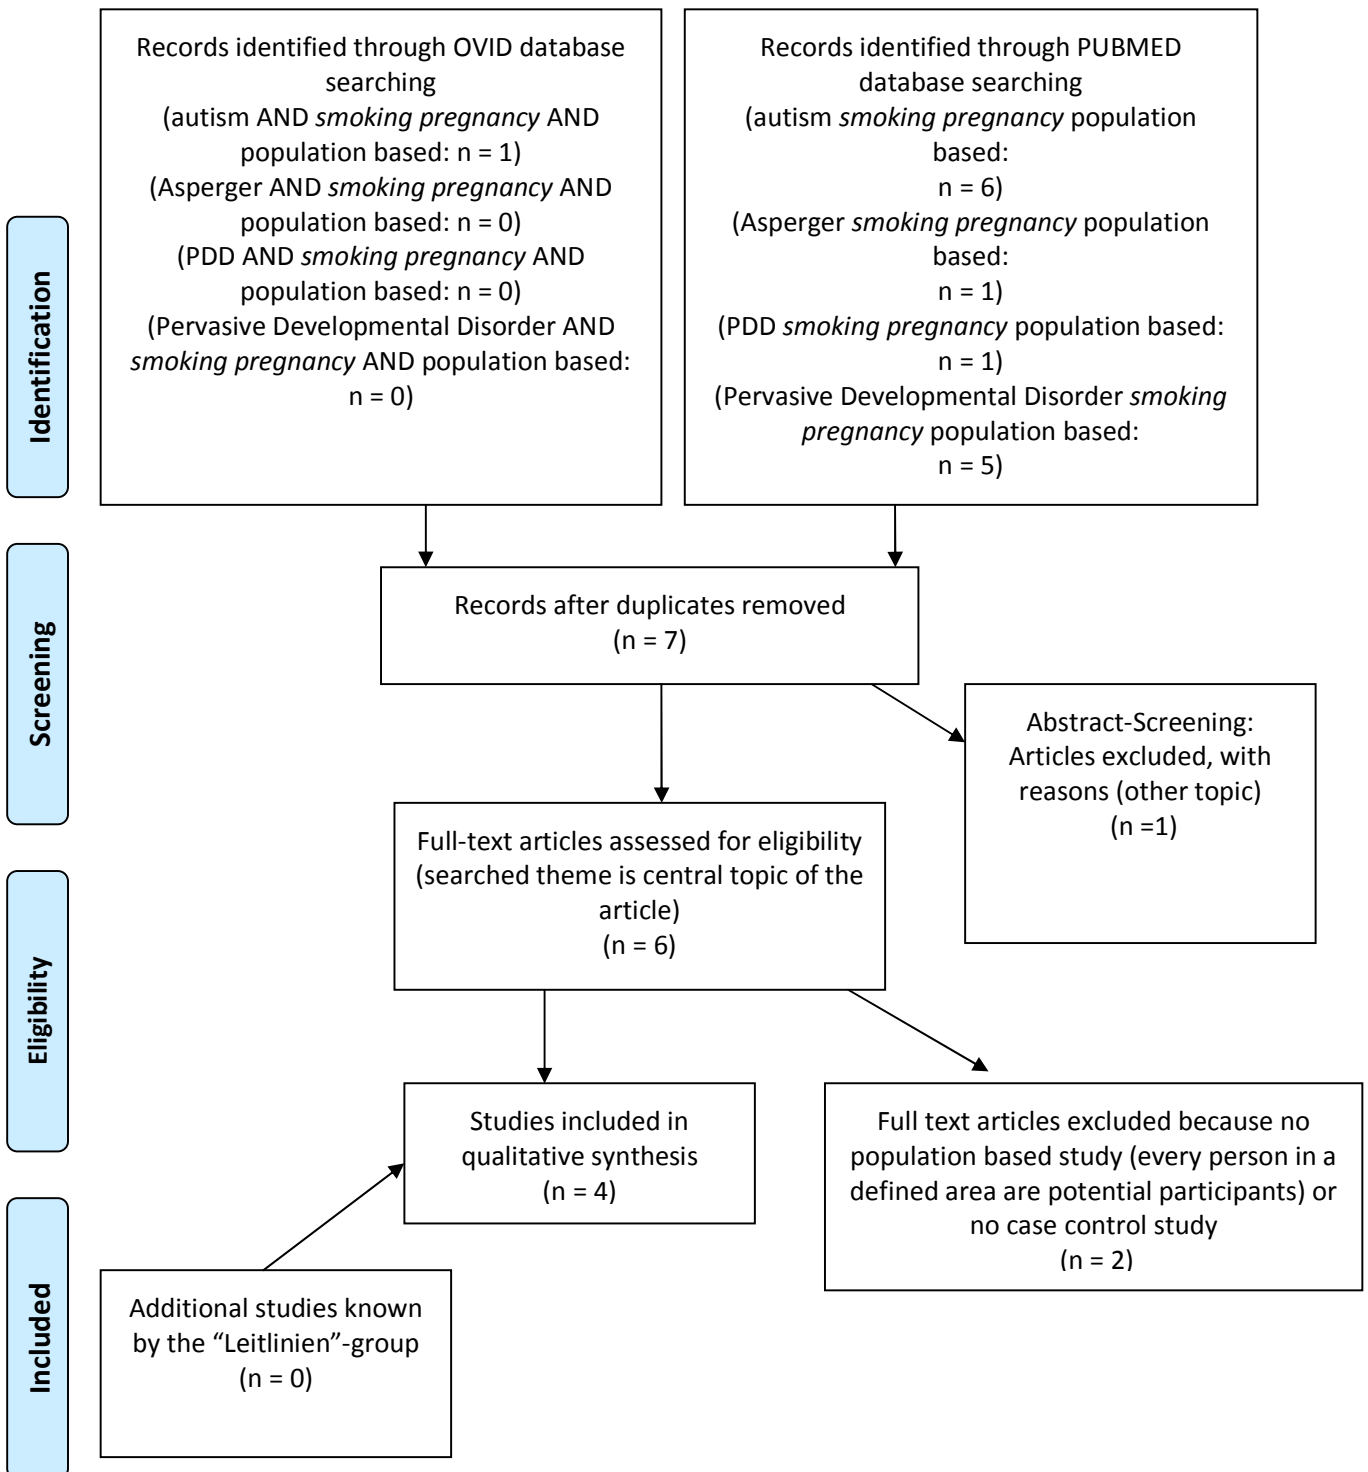 Records identified through OVID database
searching
(autism AND smoking pregnancy AND
population based: n = 1)
(Asperger AND smoking pregnancy AND
population based: n = 0)
(PDD AND smoking pregnancy AND
population based: n = 0)
(Pervasive Developmental Disorder AND
smoking pregnancy AND population based:
n = 0)
Records identified through PUBMED
database searching
(autism smoking pregnancy population
based:
n = 6)
(Asperger smoking pregnancy population
based:
n = 1)
(PDD smoking pregnancy population based:
n = 1)
(Pervasive Developmental Disorder smoking
pregnancy population based:
n = 5)
Identification
Records after duplicates removed
(n = 7)
Screening
Abstract-Screening:
Articles excluded, with
reasons (other topic)
(n =1)
Full-text articles assessed for eligibility
(searched theme is central topic of the
article)
(n = 6)
Eligibility
Studies included in
qualitative synthesis
(n = 4)
Full text articles excluded because no
population based study (every person in a
defined area are potential participants) or
no case control study
(n = 2)
Included
Additional studies known
by the “Leitlinien”-group
(n = 0)